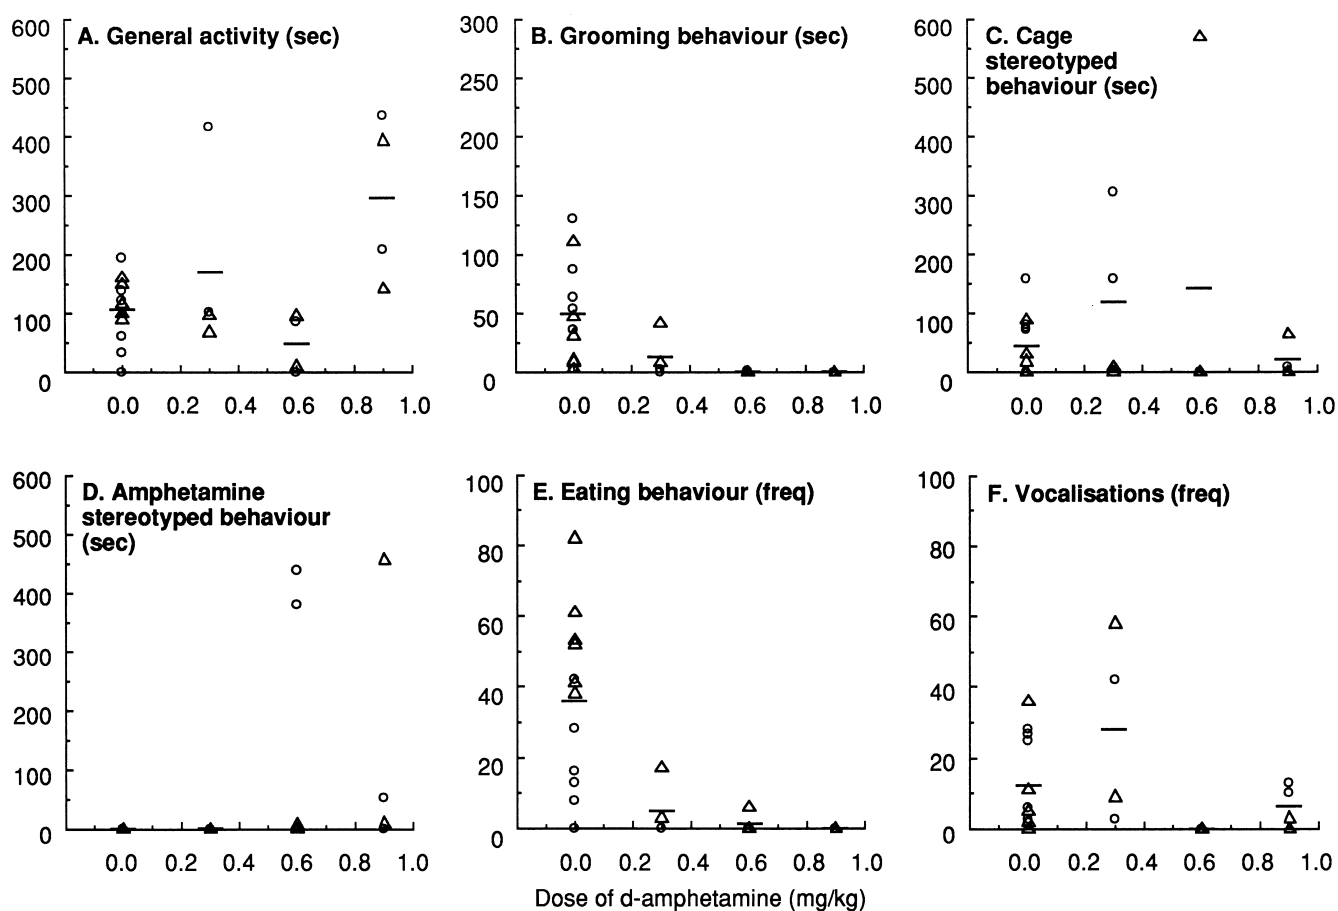 A. General activity (sec)
600
500
400
300
200
100
0
0.0 0.2 0.4 0.6 0.8 1.0
B. Grooming behaviour (sec)
300
250
200
150
100
50
0
0.0 0.2 0.4 0.6 0.8 1.0
C. Cage
stereotyped
behaviour (sec)
600
500
400
300
200
100
0
0.0 0.2 0.4 0.6 0.8 1.0
D. Amphetamine
stereotyped behaviour
(sec)
600
500
400
300
200
100
0
0.0 0.2 0.4 0.6 0.8 1.0
E. Eating behaviour (freq)
100
80
60
40
20
0
0.0 0.2 0.4 0.6 0.8 1.0
F. Vocalisations (freq)
100
80
60
40
20
0
0.0 0.2 0.4 0.6 0.8 1.0
Dose of d-amphetamine (mg/kg)